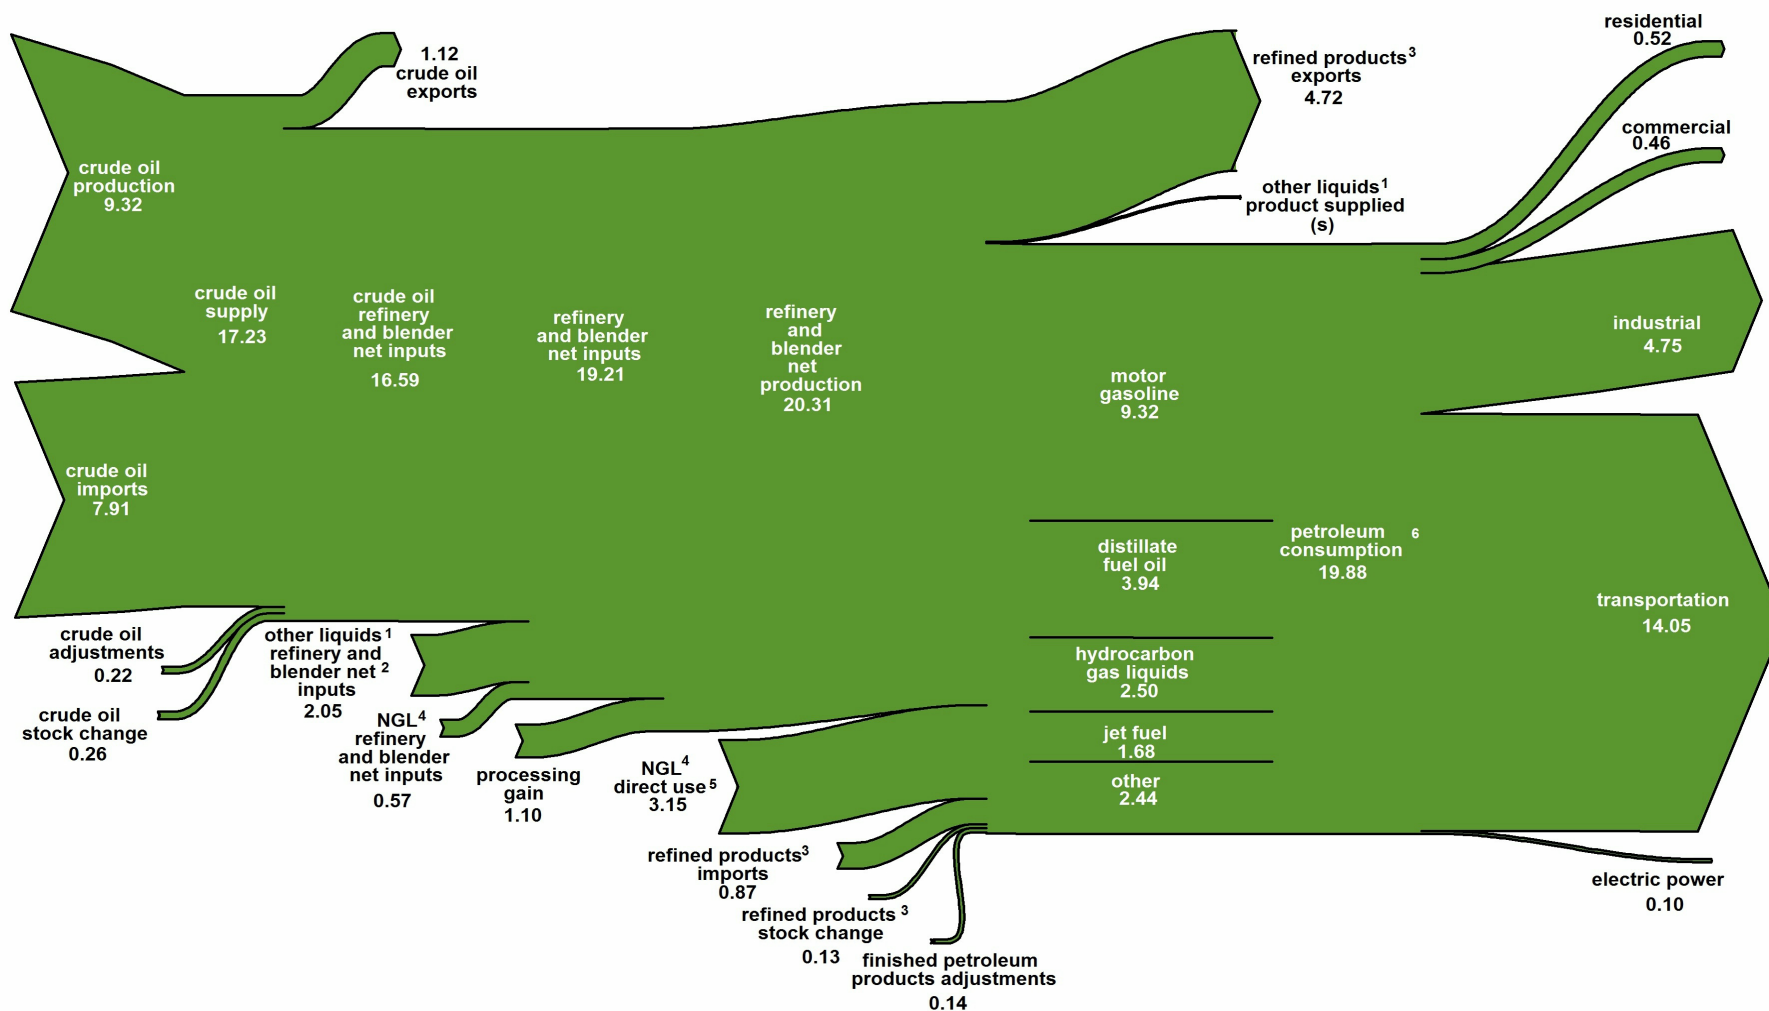 1.12
crude oil
exports
crude oil
production
9.32
crude oil
supply
17.23
crude oil
refinery
and blender
net inputs
16.59
refinery
and blender
net inputs
19.21
refinery
and
blender
net
production
20.31
crude oil
imports
7.91
crude oil
adjustments
0.22
crude oil
stock change
0.26
other liquids1
refinery and
blender net 2
inputs
2.05
NGL4
refinery
and blender
net inputs
0.57
processing
gain
1.10
NGL4
direct use5
3.15
refined products3
imports
0.87
refined products 3
stock change
0.13
finished petroleum
products adjustments
0.14
refined products3
exports
4.72
other liquids1
product supplied
(s)
motor
gasoline
9.32
distillate
fuel oil
3.94
hydrocarbon
gas liquids
2.50
jet fuel
1.68
other
2.44
petroleum 6
consumption
19.88
residential
0.52
commercial
0.46
industrial
4.75
transportation
14.05
electric power
0.10